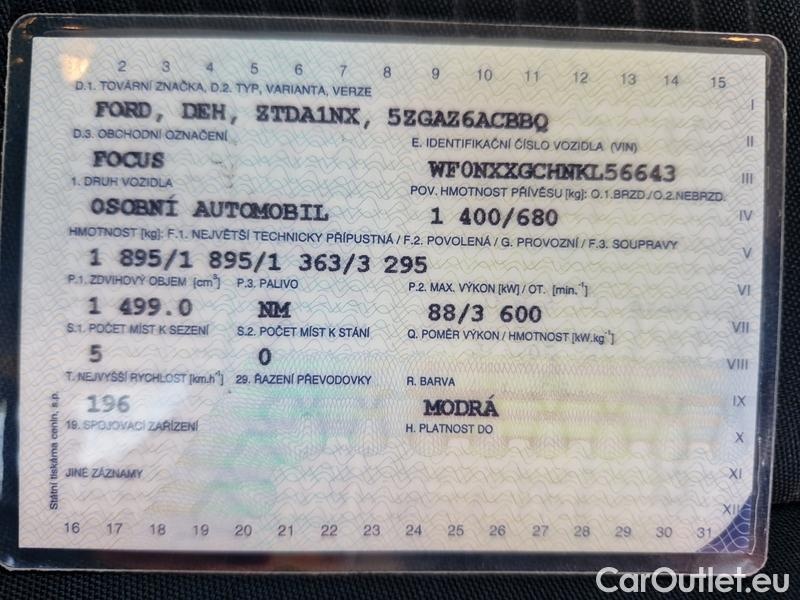 2 3 4 5 6 7 8 9 10 11 12 13 14 15
D.1. TOVÁRNÍ ZNAČKA, D.2. TYP, VARIANTA, VERZE
I
FORD, DEH, ZTDA1NX, 5ZGAZ6ACBBQ
D.3. OBCHODNÍ OZNAČENÍ
E. IDENTIFIKAČNÍ ČÍSLO VOZIDLA (VIN)
II
FOCUS
WF0NXXGCHNKL56643
III
1. DRUH VOZIDLA
POV. HMOTNOST PŘÍVĚSU [kg]: O.1.BRZD./O.2.NEBRZD.
OSOBNÍ AUTOMOBIL
1 400/680
IV
HMOTNOST [kg]: F.1. NEJVĚTŠÍ TECHNICKY PŘÍPUSTNÁ / F.2. POVOLENÁ / G. PROVOZNÍ / F.3. SOUPRAVY
1 895/1 895/1 363/3 295
V
P.1. ZDVIHOVÝ OBJEM [cm³]
P.3. PALIVO
P.2. MAX. VÝKON [kW] / OT. [min.⁻¹]
VI
1 499.0
NM
88/3 600
S.1. POČET MÍST K SEZENÍ
S.2. POČET MÍST K STÁNÍ
Q. POMĚR VÝKON / HMOTNOST [kW.kg⁻¹]
VII
5
0
VIII
T. NEJVYŠŠÍ RYCHLOST [km.h⁻¹]
29. ŘAZENÍ PŘEVODOVKY
R. BARVA
196
MODRÁ
IX
19. SPOJOVACÍ ZAŘÍZENÍ
H. PLATNOST DO
X
JINÉ ZÁZNAMY
XI
XII
Státní tiskárna cenin, s.p.
16 17 18 19 20 21 22 23 24 25 26 27 28 29 30 31
CarOutlet.eu